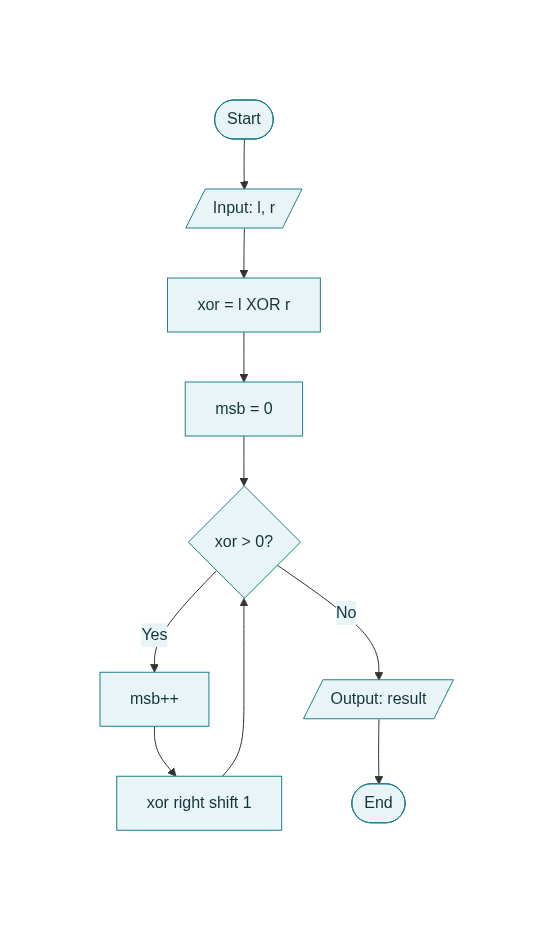 Start
Input: l, r
xor = l XOR r
msb = 0
xor > 0?
Yes
No
msb++
Output: result
xor right shift 1
End